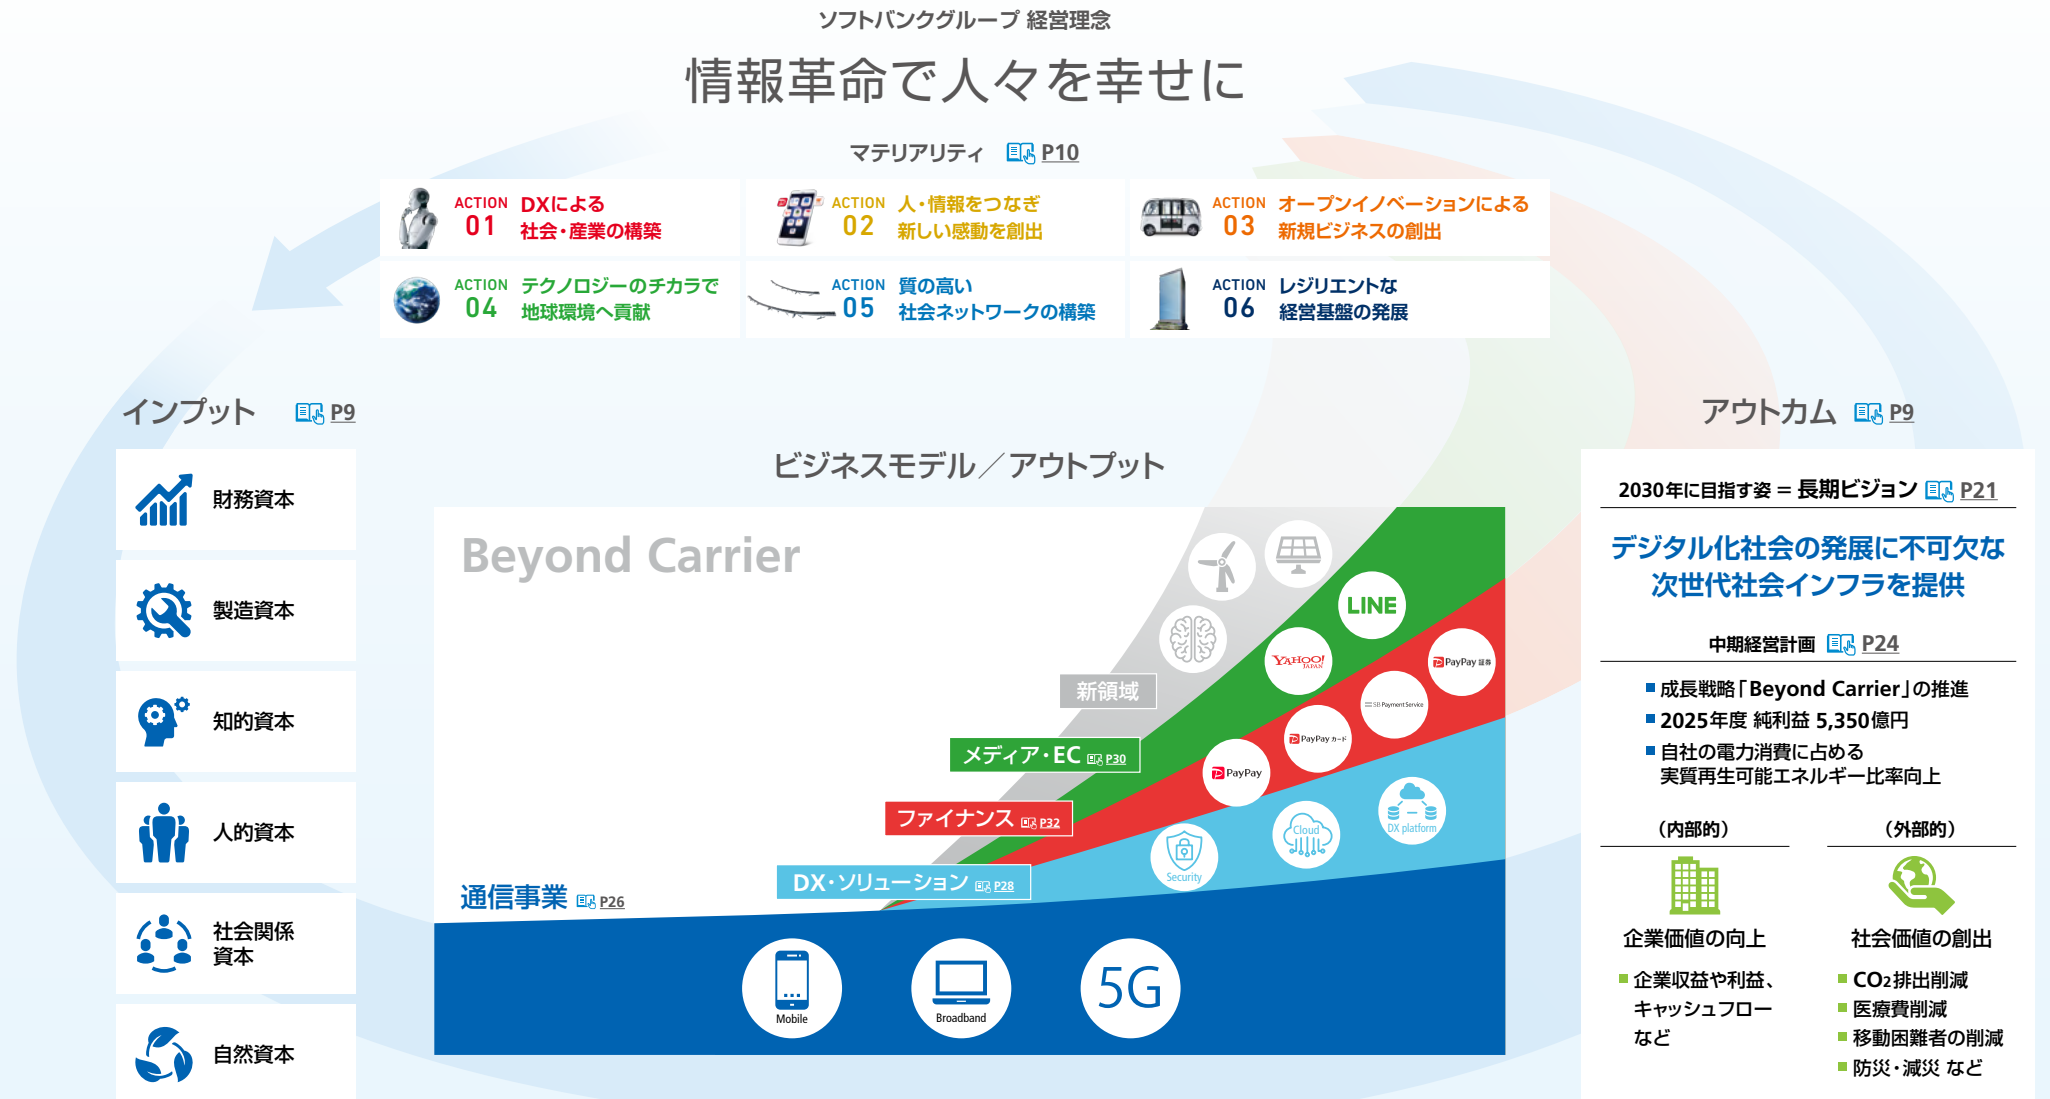 ソフトバンクグループ 経営理念
情報革命で人々を幸せに
マテリアリティ P10
ACTION 01 DXによる
社会・産業の構築
ACTION 02 人・情報をつなぎ
新しい感動を創出
ACTION 03 オープンイノベーションによる
新規ビジネスの創出
ACTION 04 テクノロジーのチカラで
地球環境へ貢献
ACTION 05 質の高い
社会ネットワークの構築
ACTION 06 レジリエントな
経営基盤の発展
インプット P9
財務資本
製造資本
知的資本
人的資本
社会関係
資本
自然資本
ビジネスモデル／アウトプット
Beyond Carrier
新領域
メディア・EC P30
ファイナンス P32
DX・ソリューション P28
通信事業 P26
LINE
YAHOO!
JAPAN
PayPay 証券
SB Payment Service
PayPay カード
PayPay
DX platform
Cloud
Security
Mobile
Broadband
5G
アウトカム P9
2030年に目指す姿 = 長期ビジョン P21
デジタル化社会の発展に不可欠な
次世代社会インフラを提供
中期経営計画 P24
成長戦略「Beyond Carrier」の推進
2025年度 純利益 5,350億円
自社の電力消費に占める
実質再生可能エネルギー比率向上
（内部的）
企業価値の向上
企業収益や利益、
キャッシュフロー
など
（外部的）
社会価値の創出
CO2排出削減
医療費削減
移動困難者の削減
防災・減災 など